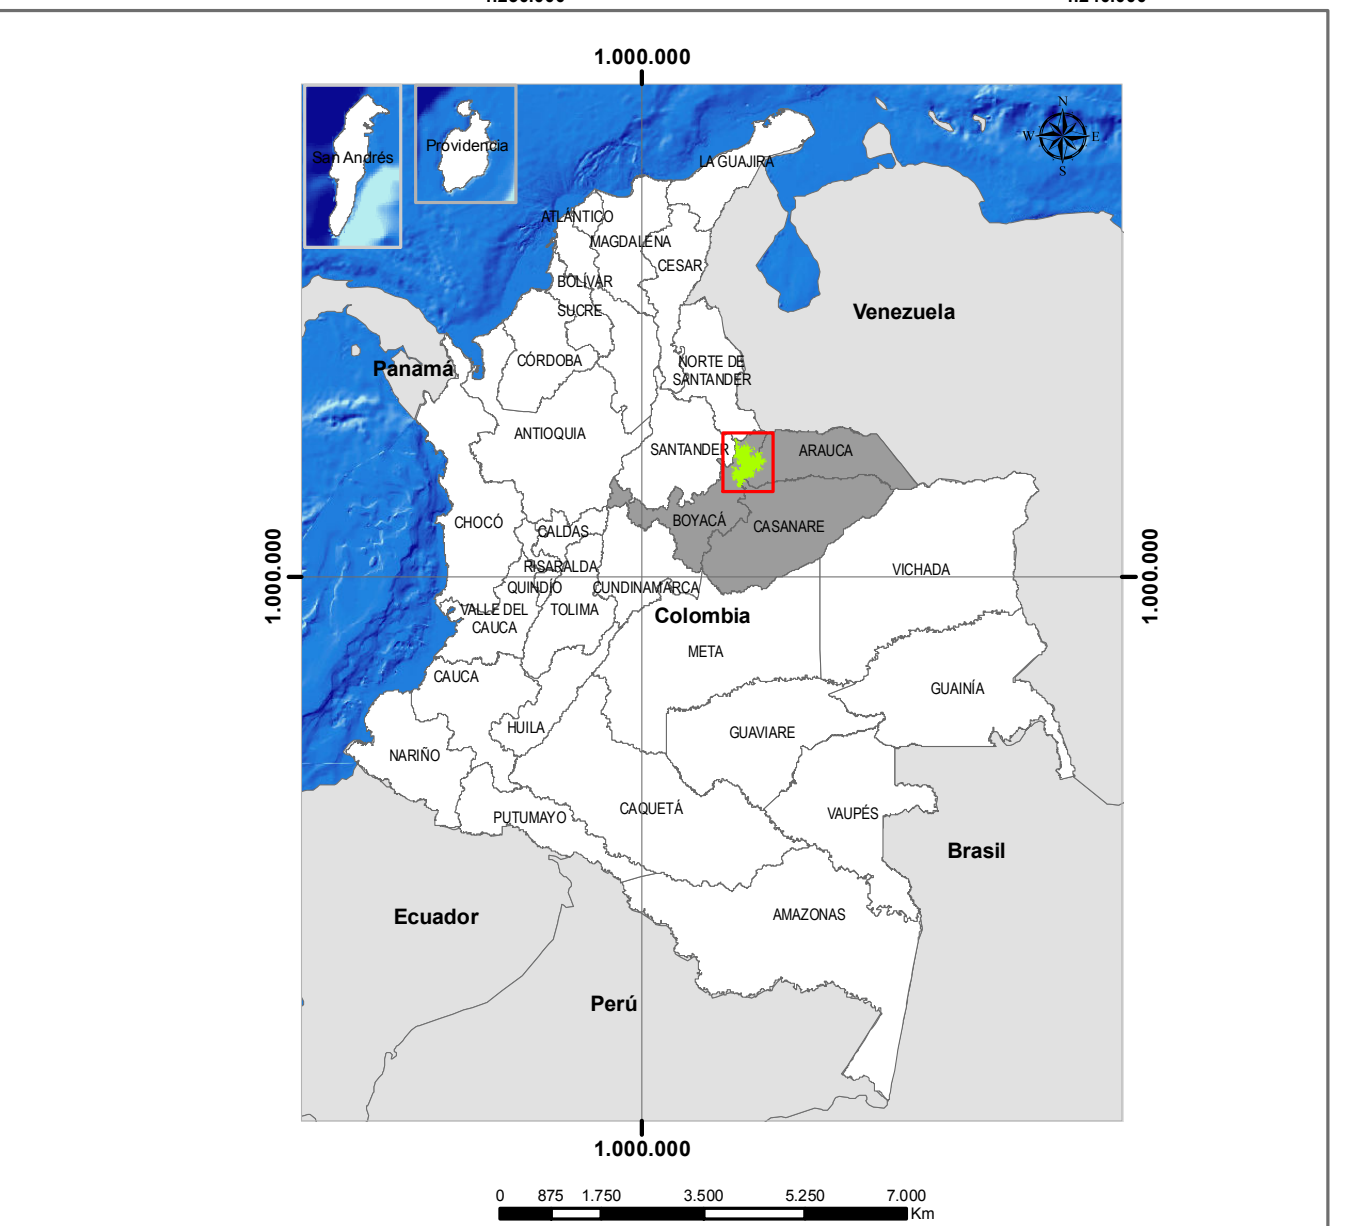 1.000.000
N
W
E
S
San Andrés
Providencia
LA GUAJIRA
ATLÁNTICO
MAGDALENA
CESAR
BOLÍVAR
SUCRE
Venezuela
CÓRDOBA
Panamá
NORTE DE
SANTANDER
ANTIOQUIA
SANTANDER
ARAUCA
CHOCÓ
BOYACÁ
CASANARE
CALDAS
RISARALDA
VICHADA
1.000.000
1.000.000
QUINDÍO
CUNDINAMARCA
VALLE DEL
CAUCA
TOLIMA
Colombia
META
CAUCA
GUAINÍA
HUILA
GUAVIARE
NARIÑO
CAQUETÁ
VAUPÉS
PUTUMAYO
Brasil
AMAZONAS
Ecuador
Perú
1.000.000
0 875 1.750 3.500 5.250 7.000
Km